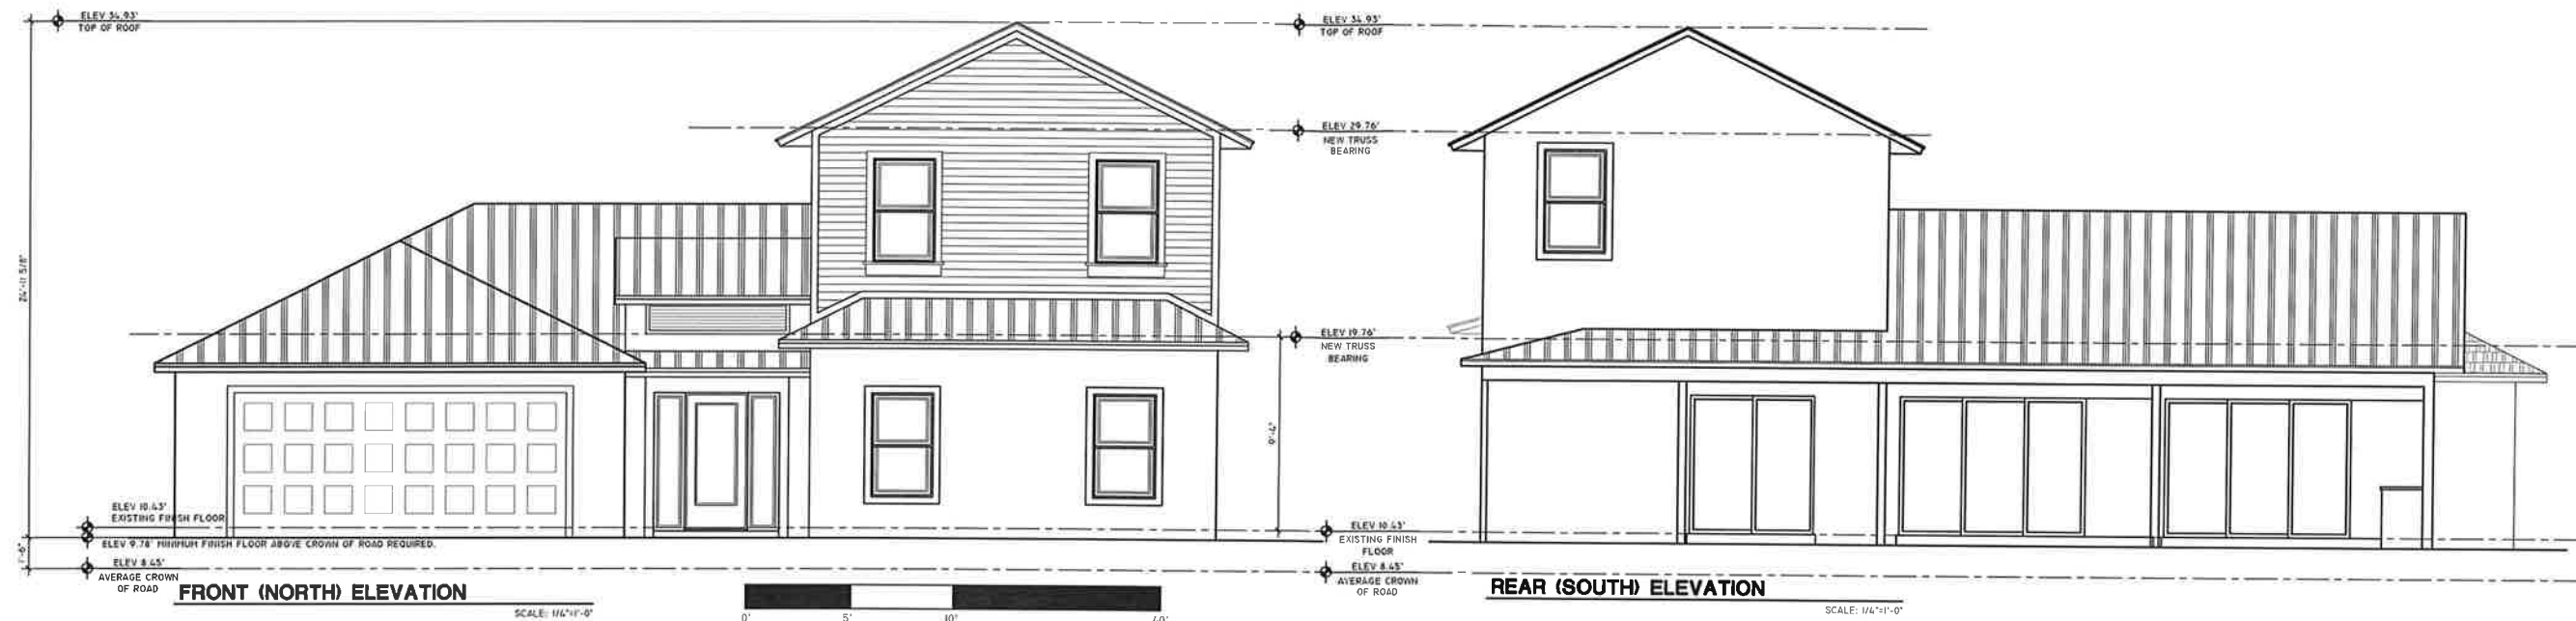 ELEV 34.93'
TOP OF ROOF
ELEV 34.93'
TOP OF ROOF
ELEV 29.76'
NEW TRUSS
BEARING
24'-11 5/8"
ELEV 19.76'
NEW TRUSS
BEARING
9'-4"
ELEV 10.43'
EXISTING FINISH FLOOR
ELEV 9.78' MINIMUM FINISH FLOOR ABOVE CROWN OF ROAD REQUIRED.
1'-6"
ELEV 8.45'
AVERAGE CROWN
OF ROAD
FRONT (NORTH) ELEVATION
SCALE: 1/4"=1'-0"
0'
5'
10'
ELEV 10.43'
EXISTING FINISH
FLOOR
ELEV 8.45'
AVERAGE CROWN
OF ROAD
REAR (SOUTH) ELEVATION
SCALE: 1/4"=1'-0"